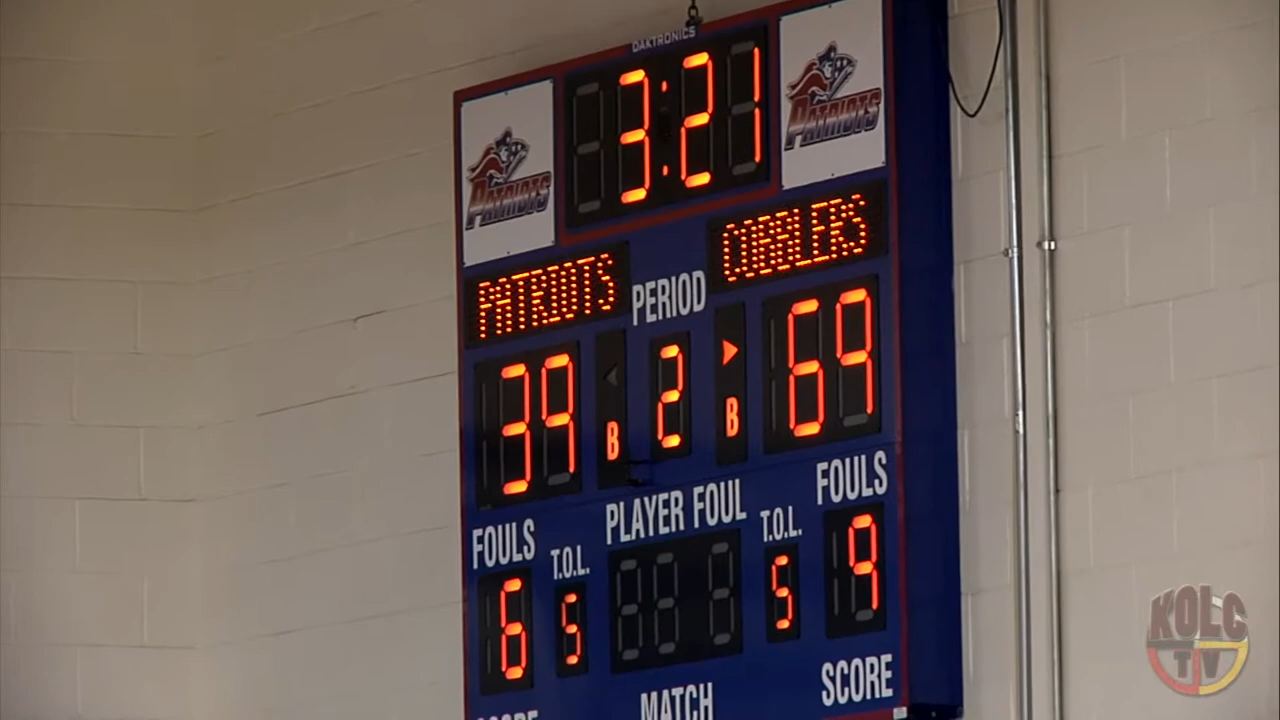 DAKTRONICS
PATRIOTS
3:21
PATRIOTS
PATRIOTS
COBBLERS
PERIOD
39
2
69
B
B
FOULS
PLAYER FOUL
T.O.L.
T.O.L.
FOULS
6
5
5
9
SCORE
MATCH
SCORE
KOLC
TV